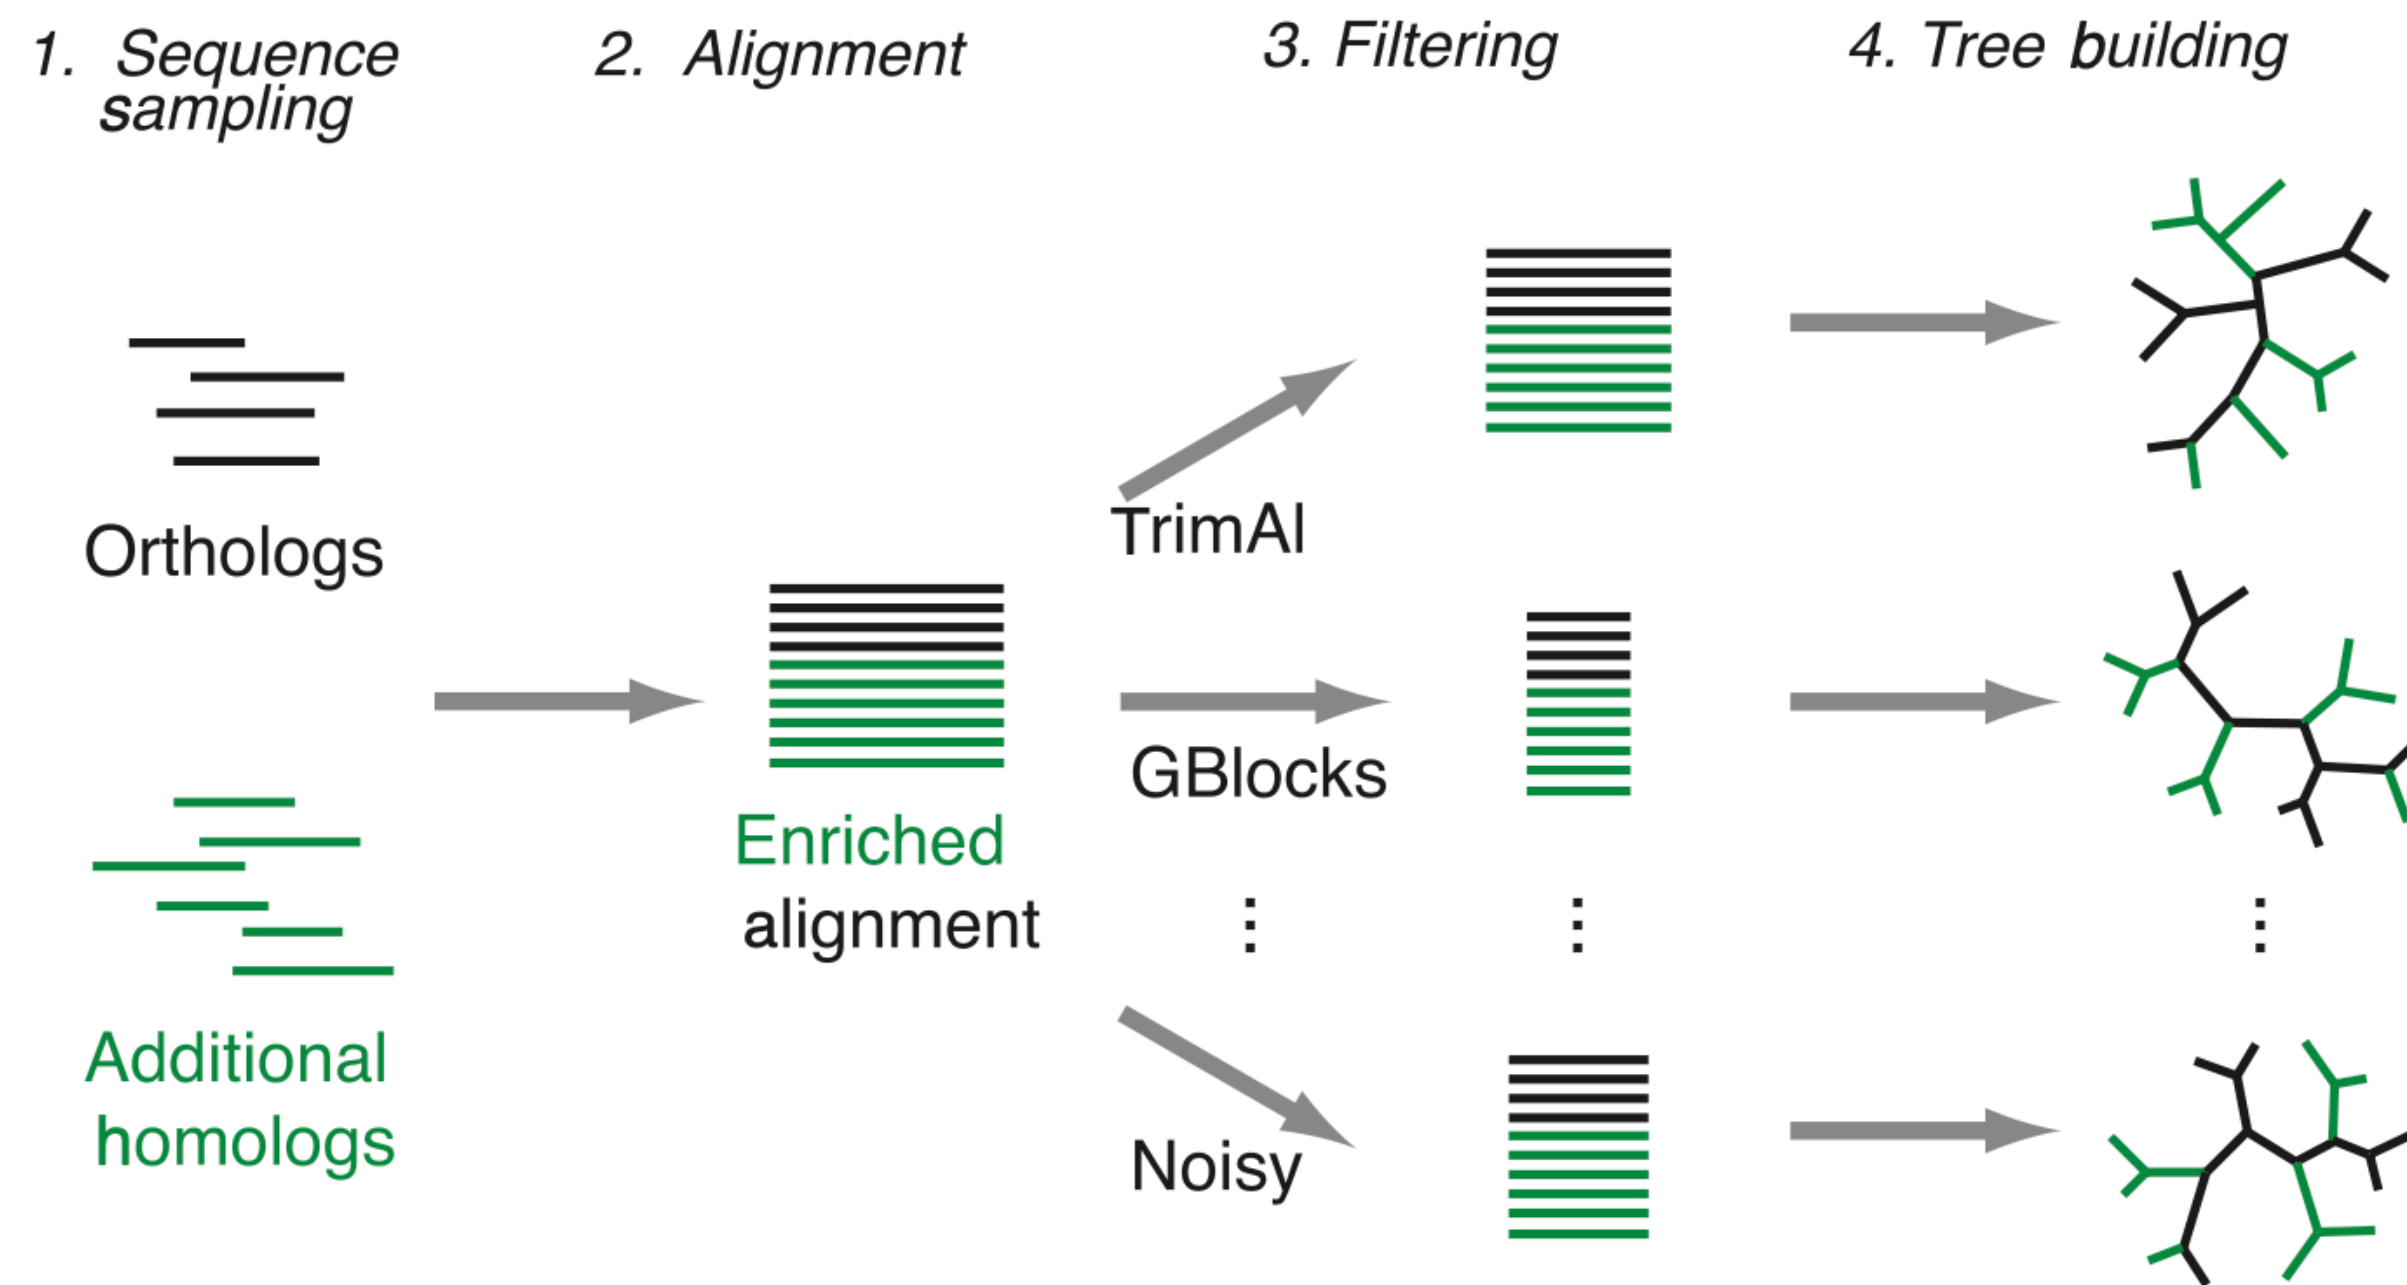 1. Sequence
sampling
2. Alignment
3. Filtering
4. Tree building
Orthologs
TrimAl
GBlocks
Enriched
alignment
Additional
homologs
Noisy